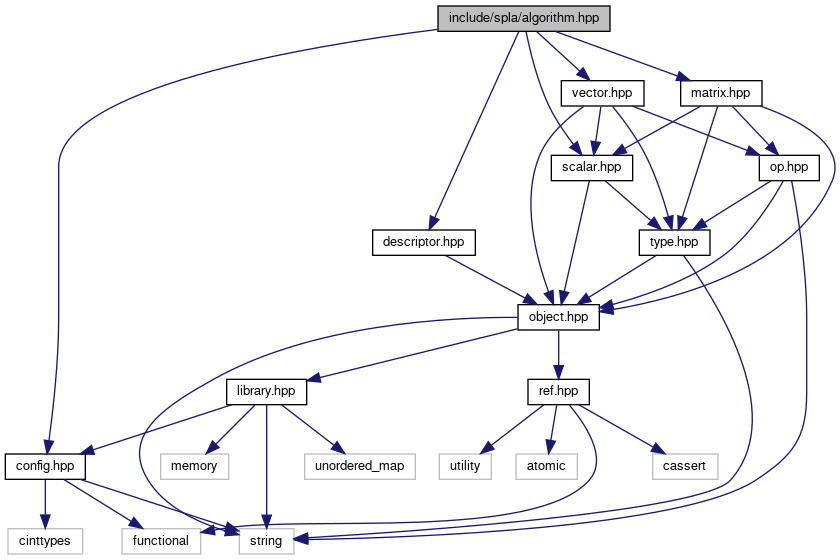 include/spla/algorithm.hpp
vector.hpp
matrix.hpp
scalar.hpp
op.hpp
descriptor.hpp
type.hpp
object.hpp
library.hpp
ref.hpp
config.hpp
memory
unordered_map
utility
atomic
cassert
cinttypes
functional
string